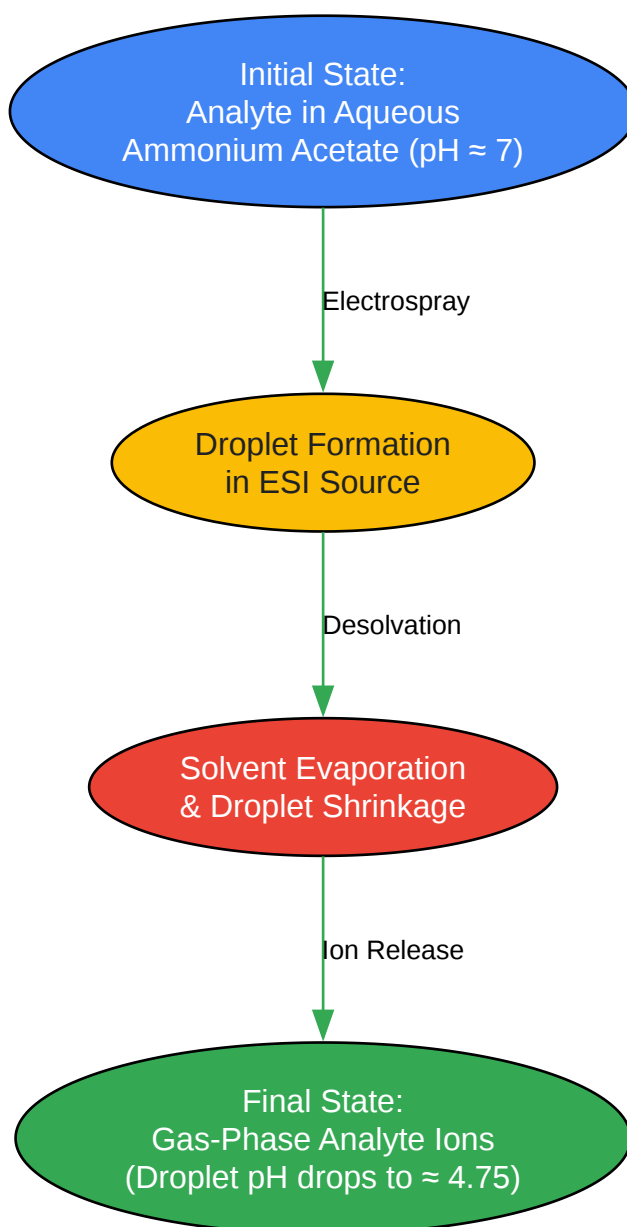 Initial State:
Analyte in Aqueous
Ammonium Acetate (pH ≈ 7)
Electrospray
Droplet Formation
in ESI Source
Desolvation
Solvent Evaporation
& Droplet Shrinkage
Ion Release
Final State:
Gas-Phase Analyte Ions
(Droplet pH drops to ≈ 4.75)